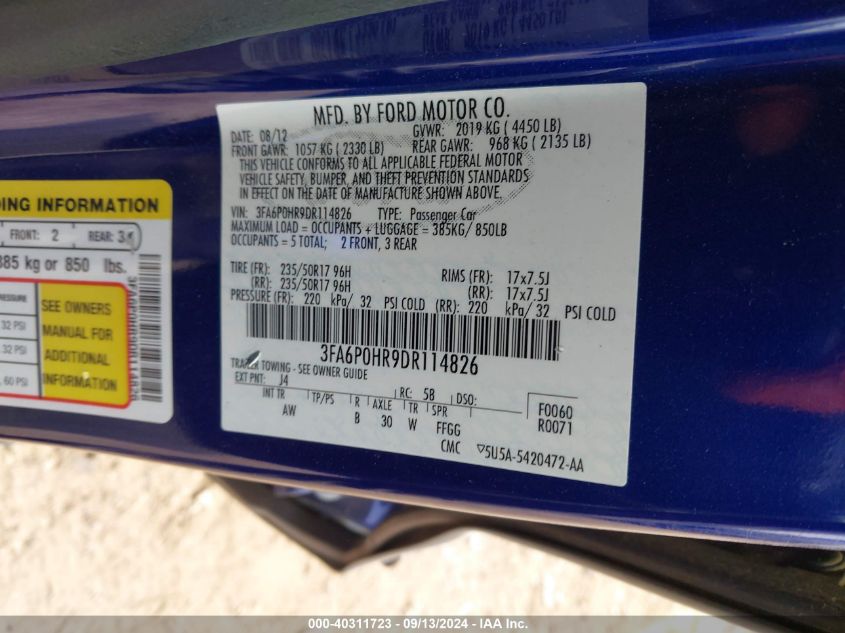 MFD. BY FORD MOTOR CO.
DATE: 08/12 GVWR: 2019 KG ( 4450 LB)
FRONT GAWR: 1057 KG ( 2330 LB) REAR GAWR: 968 KG ( 2135 LB)
THIS VEHICLE CONFORMS TO ALL APPLICABLE FEDERAL MOTOR
VEHICLE SAFETY, BUMPER, AND THEFT PREVENTION STANDARDS
IN EFFECT ON THE DATE OF MANUFACTURE SHOWN ABOVE.
VIN: 3FA6P0HR9DR114826 TYPE: Passenger Car
MAXIMUM LOAD = OCCUPANTS + LUGGAGE = 385KG/ 850LB
OCCUPANTS = 5 TOTAL; 2 FRONT, 3 REAR
TIRE (FR): 235/50R17 96H RIMS (FR): 17x7.5J
(RR): 235/50R17 96H (RR): 17x7.5J
PRESSURE (FR): 220 kPa/ 32 PSI COLD (RR): 220 kPa/ 32 PSI COLD
3FA6P0HR9DR114826
TRAILER TOWING - SEE OWNER GUIDE
EXT PNT: J4 RC: 58 DSO:
INT TR TP/PS R AXLE TR SPR F0060
AW B 30 W FFGG R0071
CMC ▽5U5A-5420472-AA
DING INFORMATION
FRONT: 2 REAR: 3
385 kg or 850 lbs.
PRESSURE
32 PSI
32 PSI
60 PSI
SEE OWNERS
MANUAL FOR
ADDITIONAL
INFORMATION
3FA6P0HR9DR114826
000-40311723 - 09/13/2024 - IAA Inc.